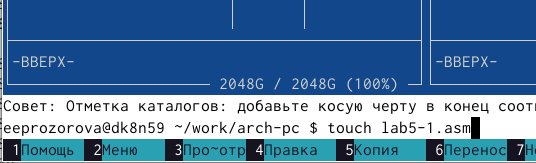 -ВВЕРХ- -ВВЕРХ-
2048G / 2048G (100%)
Совет: Отметка каталогов: добавьте косую черту в конец соот
eeprozorova@dk8n59 ~/work/arch-pc $ touch lab5-1.asm
1Помощь 2Меню 3Про~отр 4Правка 5Копия 6Перенос 7Но